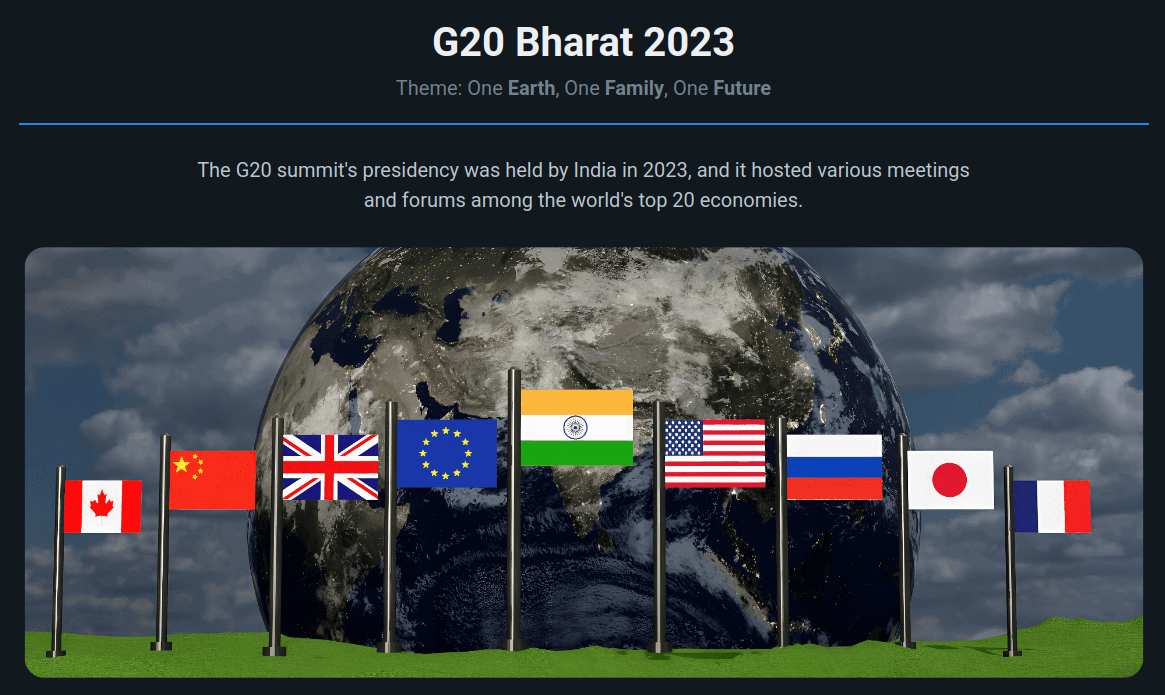 G20 Bharat 2023
Theme: One Earth, One Family, One Future
The G20 summit's presidency was held by India in 2023, and it hosted various meetings
and forums among the world's top 20 economies.